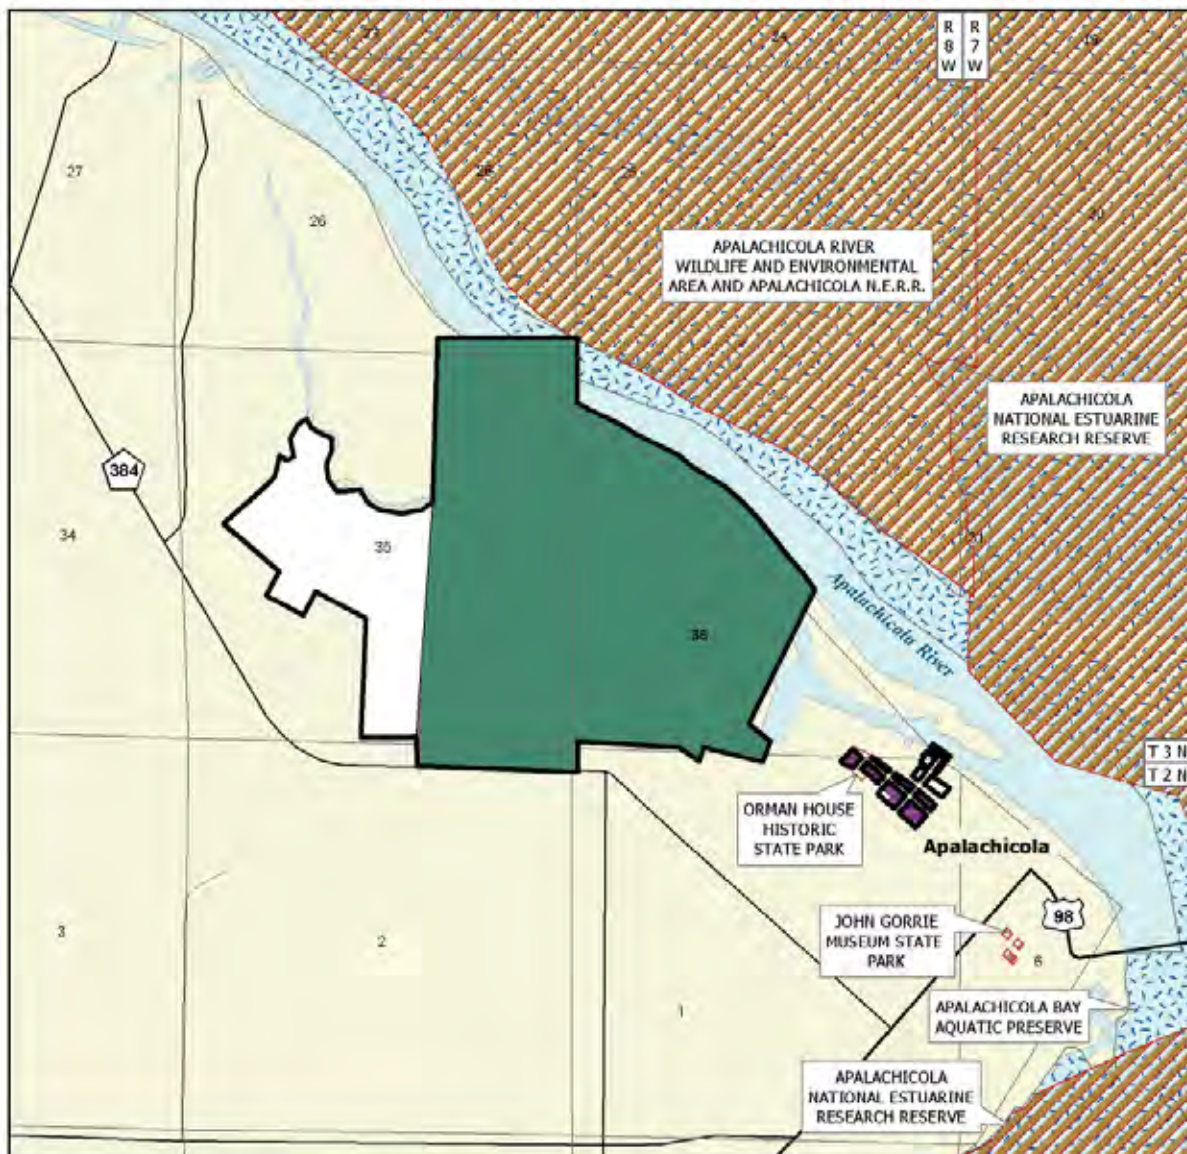 R R
8 7
W W
27
26
APALACHICOLA RIVER
WILDLIFE AND ENVIRONMENTAL
AREA AND APALACHICOLA N.E.R.R.
APALACHICOLA
NATIONAL ESTUARINE
RESEARCH RESERVE
384
34
35
36
Apalachicola River
T 3 N
T 2 N
ORMAN HOUSE
HISTORIC
STATE PARK
Apalachicola
JOHN GORRIE
MUSEUM STATE
PARK
98
3
2
6
1
APALACHICOLA BAY
AQUATIC PRESERVE
APALACHICOLA
NATIONAL ESTUARINE
RESEARCH RESERVE